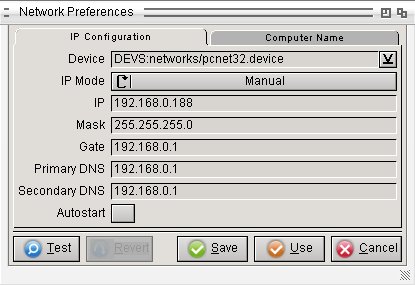 Network Preferences
IP Configuration
Computer Name
Device DEVS:networks/pcnet32.device
IP Mode Manual
IP 192.168.0.188
Mask 255.255.255.0
Gate 192.168.0.1
Primary DNS 192.168.0.1
Secondary DNS 192.168.0.1
Autostart
Test Revert Save Use Cancel